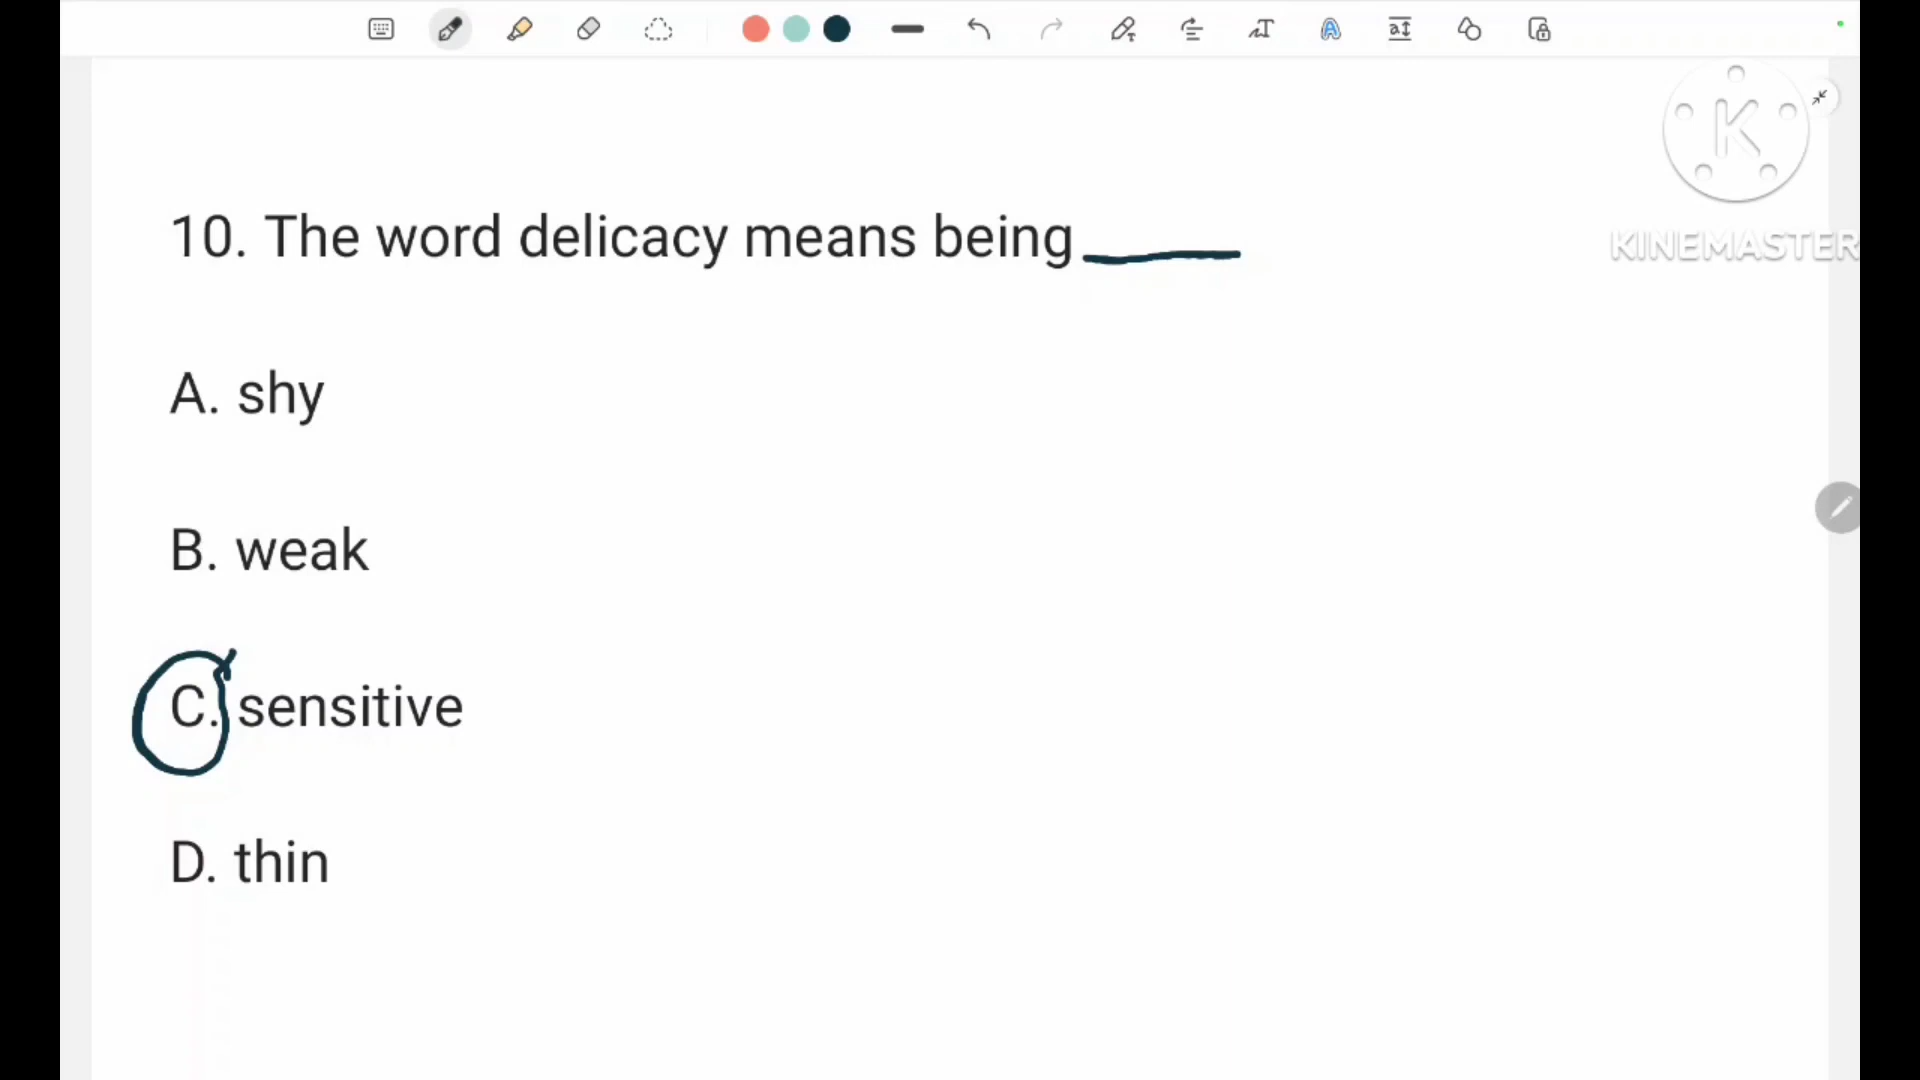 K
KINEMASTER
10. The word delicacy means being
A. shy
B. weak
C. sensitive
D. thin